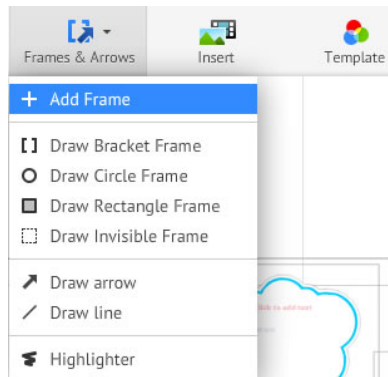 Frames & Arrows
Insert
Template
Add Frame
Draw Bracket Frame
Draw Circle Frame
Draw Rectangle Frame
Draw Invisible Frame
Draw arrow
Draw line
Highlighter